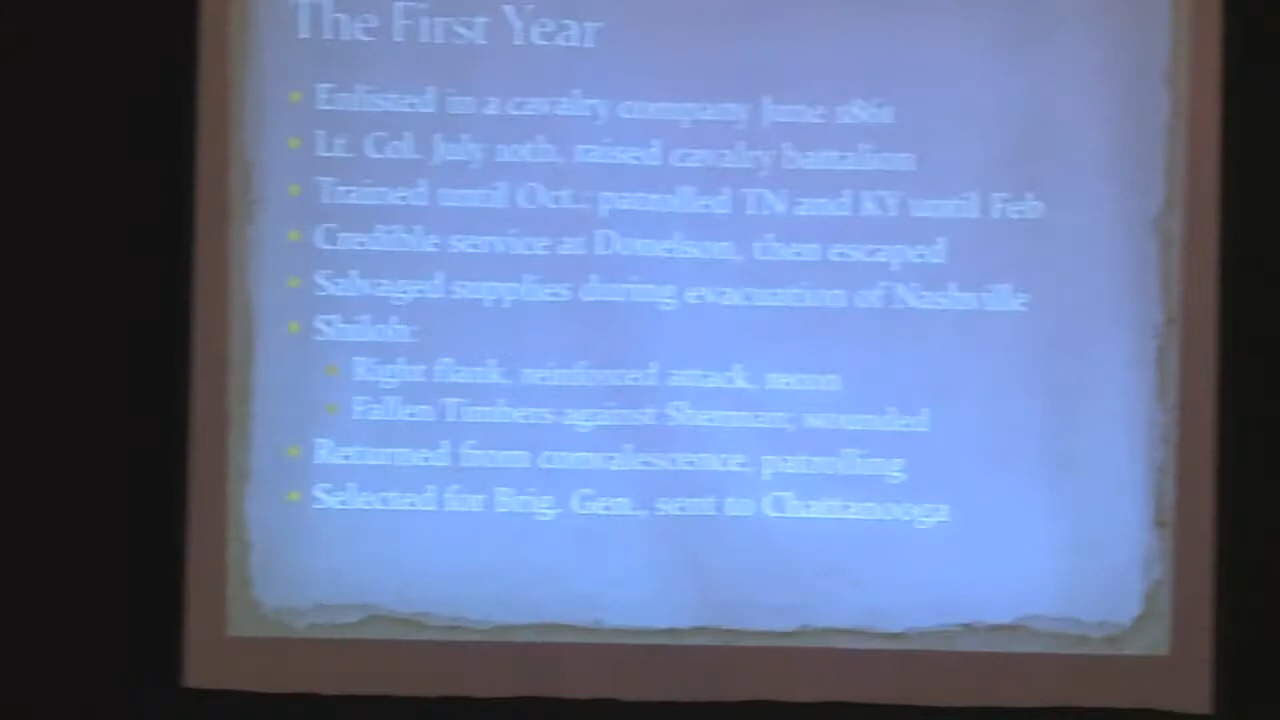 The First Year
Enlisted in a cavalry company June 1861
Lt. Col. July 10th, raised cavalry battalion
Trained until Oct.; patrolled TN and KY until Feb
Credible service at Donelson, then escaped
Salvaged supplies during evacuation of Nashville
Shiloh:
Right flank, reinforced attack, recon
Fallen Timbers against Sherman; wounded
Returned from convalescence, patrolling
Selected for Brig. Gen., sent to Chattanooga